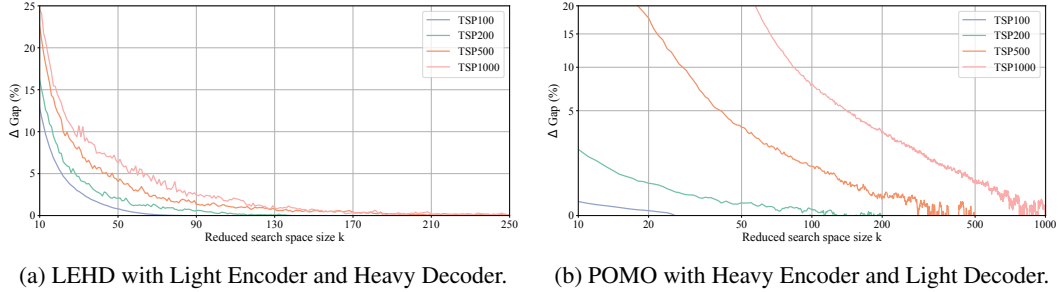 25
20
15
10
5
0
Δ Gap (%)
10
50
90
130
170
210
250
Reduced search space size k
TSP100
TSP200
TSP500
TSP1000
(a) LEHD with Light Encoder and Heavy Decoder.
20
15
10
5
0
Δ Gap (%)
10
20
50
100
200
500
1000
Reduced search space size k
TSP100
TSP200
TSP500
TSP1000
(b) POMO with Heavy Encoder and Light Decoder.